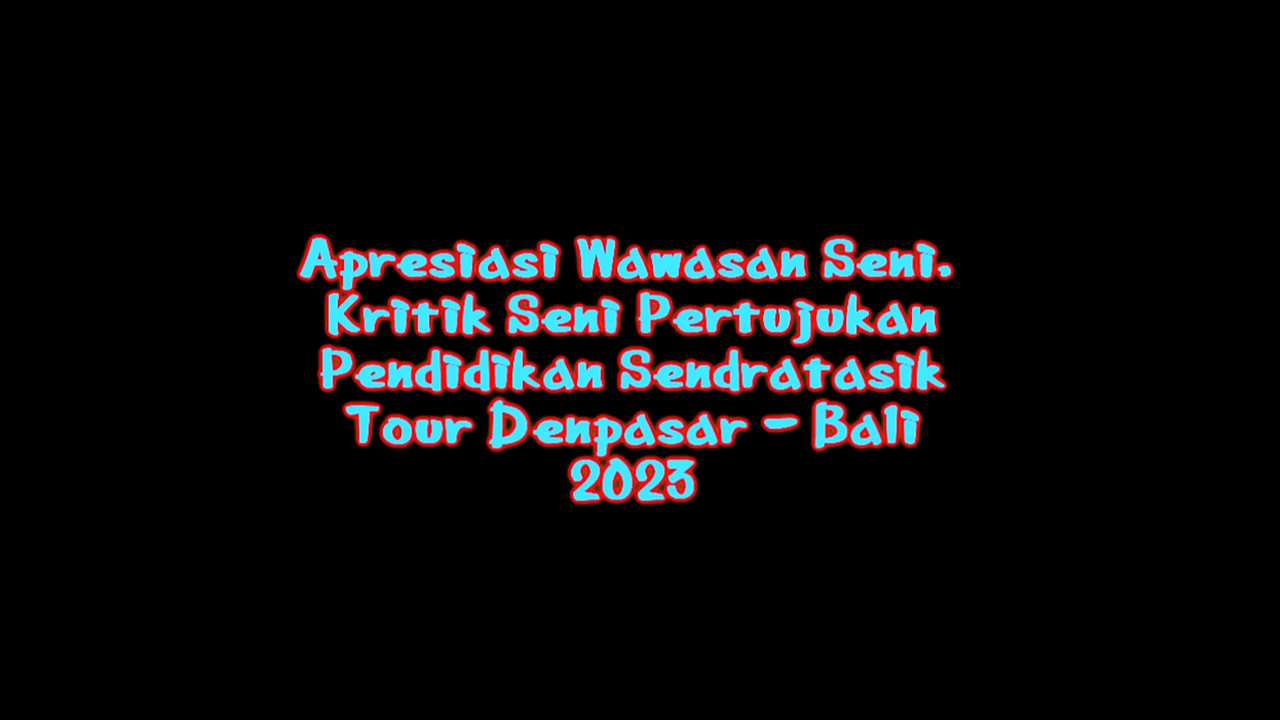 Apresiasi Wawasan Seni,
Kritik Seni Pertujukan
Pendidikan Sendratasik
Tour Denpasar - Bali
2023